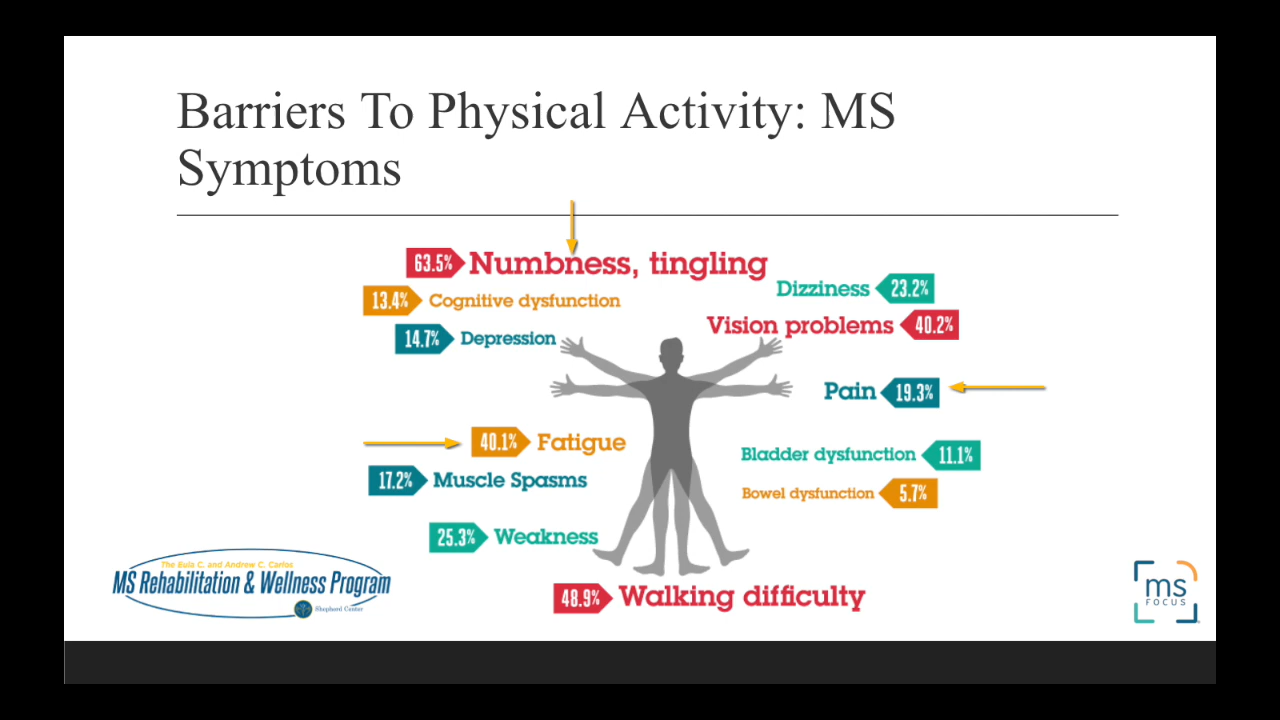 Barriers To Physical Activity: MS
Symptoms
63.5% Numbness, tingling
13.4% Cognitive dysfunction
14.7% Depression
Dizziness 23.2%
Vision problems 40.2%
Pain 19.3%
40.1% Fatigue
17.2% Muscle Spasms
25.3% Weakness
Bladder dysfunction 11.1%
Bowel dysfunction 5.7%
48.9% Walking difficulty
The Eula C. and Andrew C. Carlos
MS Rehabilitation & Wellness Program
Shepherd Center
ms
FOCUS